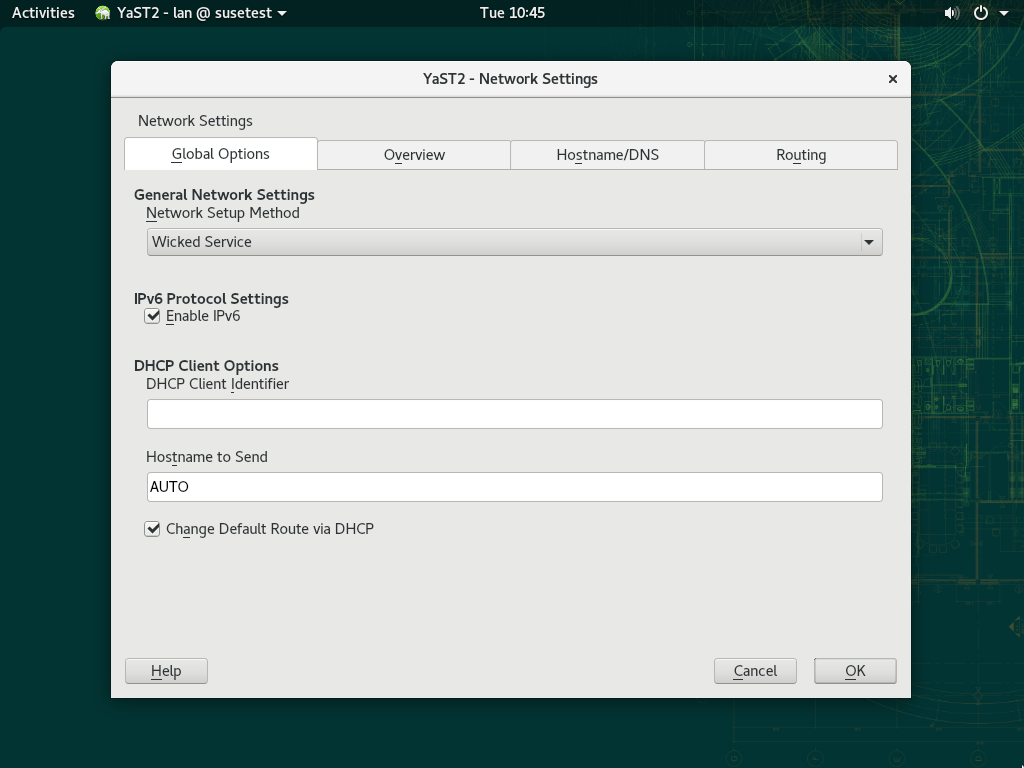 Activities YaST2 - lan @ susetest Tue 10:45
YaST2 - Network Settings
Network Settings
Global Options Overview Hostname/DNS Routing
General Network Settings
Network Setup Method
Wicked Service
IPv6 Protocol Settings
Enable IPv6
DHCP Client Options
DHCP Client Identifier
Hostname to Send
AUTO
Change Default Route via DHCP
Help Cancel OK